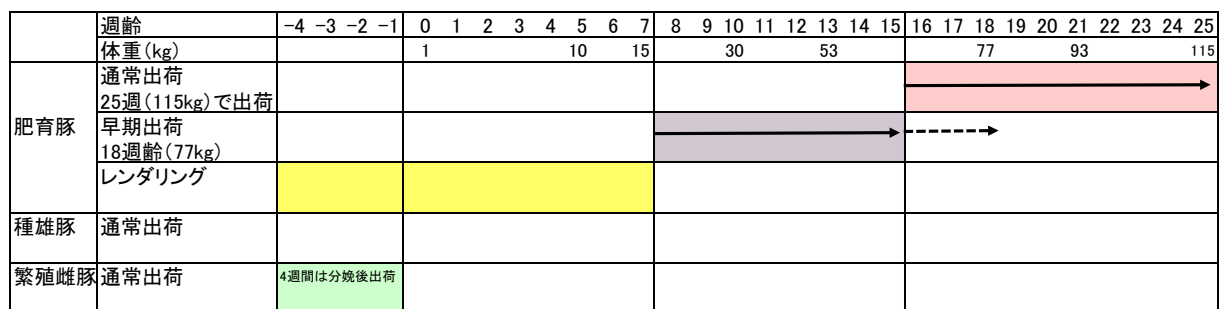 週齢 -4 -3 -2 -1 0 1 2 3 4 5 6 7 8 9 10 11 12 13 14 15 16 17 18 19 20 21 22 23 24 25
体重(kg) 1 10 15 30 53 77 93 115
通常出荷
25週(115kg)で出荷
肥育豚 早期出荷
18週齢(77kg)
レンダリング
種雄豚 通常出荷
繁殖雌豚 通常出荷 4週間は分娩後出荷